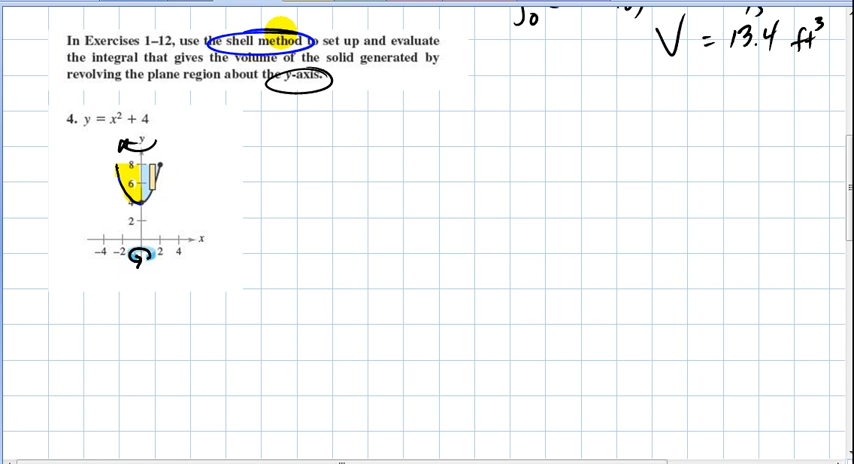 V = 13.4 ft³
In Exercises 1–12, use the shell method to set up and evaluate
the integral that gives the volume of the solid generated by
revolving the plane region about the y-axis.
4. y = x² + 4
y
8
6
4
2
x
−4 −2 2 4